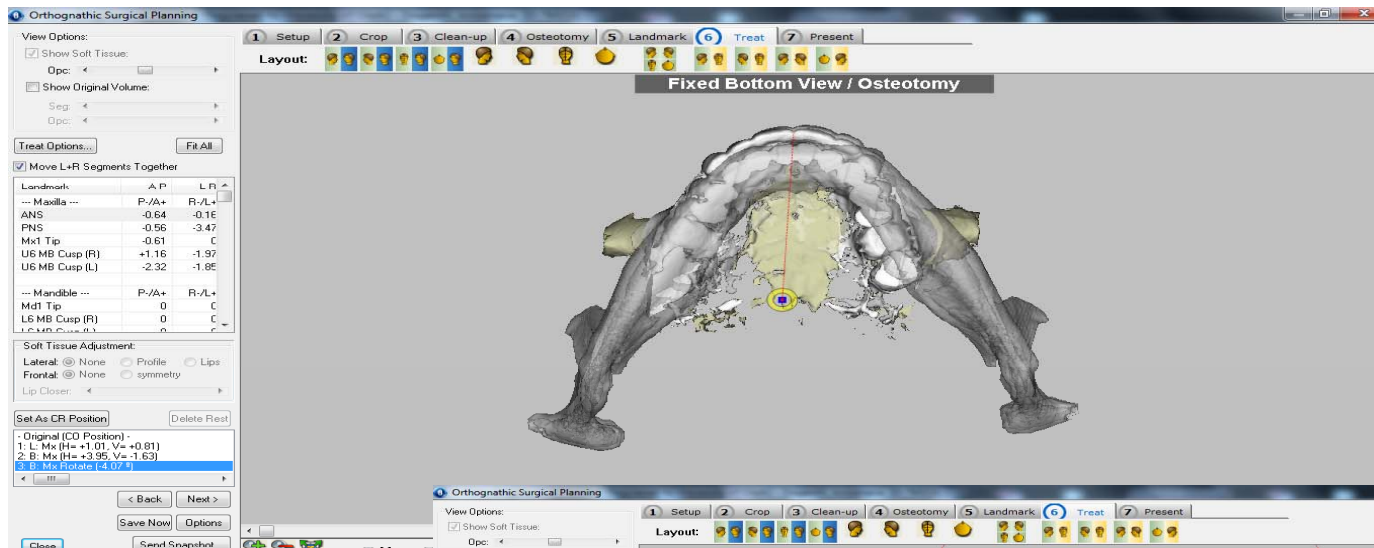 Orthognathic Surgical Planning
View Options:
Show Soft Tissue:
Opc:
Show Original Volume:
Seg:
Opc:
Treat Options...
Fit All
Move L+R Segments Together
Landmark A P L R
--- Maxilla --- P-/A+ R-/L+
ANS -0.64 -0.16
PNS -0.56 -3.47
Mx1 Tip -0.61
U6 MB Cusp (R) +1.16 -1.97
U6 MB Cusp (L) -2.32 -1.85
--- Mandible --- P-/A+ R-/L+
Md1 Tip 0
L6 MB Cusp (R) 0
Soft Tissue Adjustment:
Lateral: None Profile Lips
Frontal: None symmetry
Lip Closer:
Set As CR Position
Delete Rest
- Original (CO Position) -
1: L: Mx (H= +1.01, V= +0.81)
2: B: Mx (H= +3.95, V= -1.63)
3: B: Mx Rotate (-4.07 º)
< Back Next >
Save Now Options
Close Send Snapshot
1 Setup 2 Crop 3 Clean-up 4 Osteotomy 5 Landmark 6 Treat 7 Present
Layout:
Fixed Bottom View / Osteotomy
Orthognathic Surgical Planning
View Options:
Show Soft Tissue:
Opc:
1 Setup 2 Crop 3 Clean-up 4 Osteotomy 5 Landmark 6 Treat 7 Present
Layout: